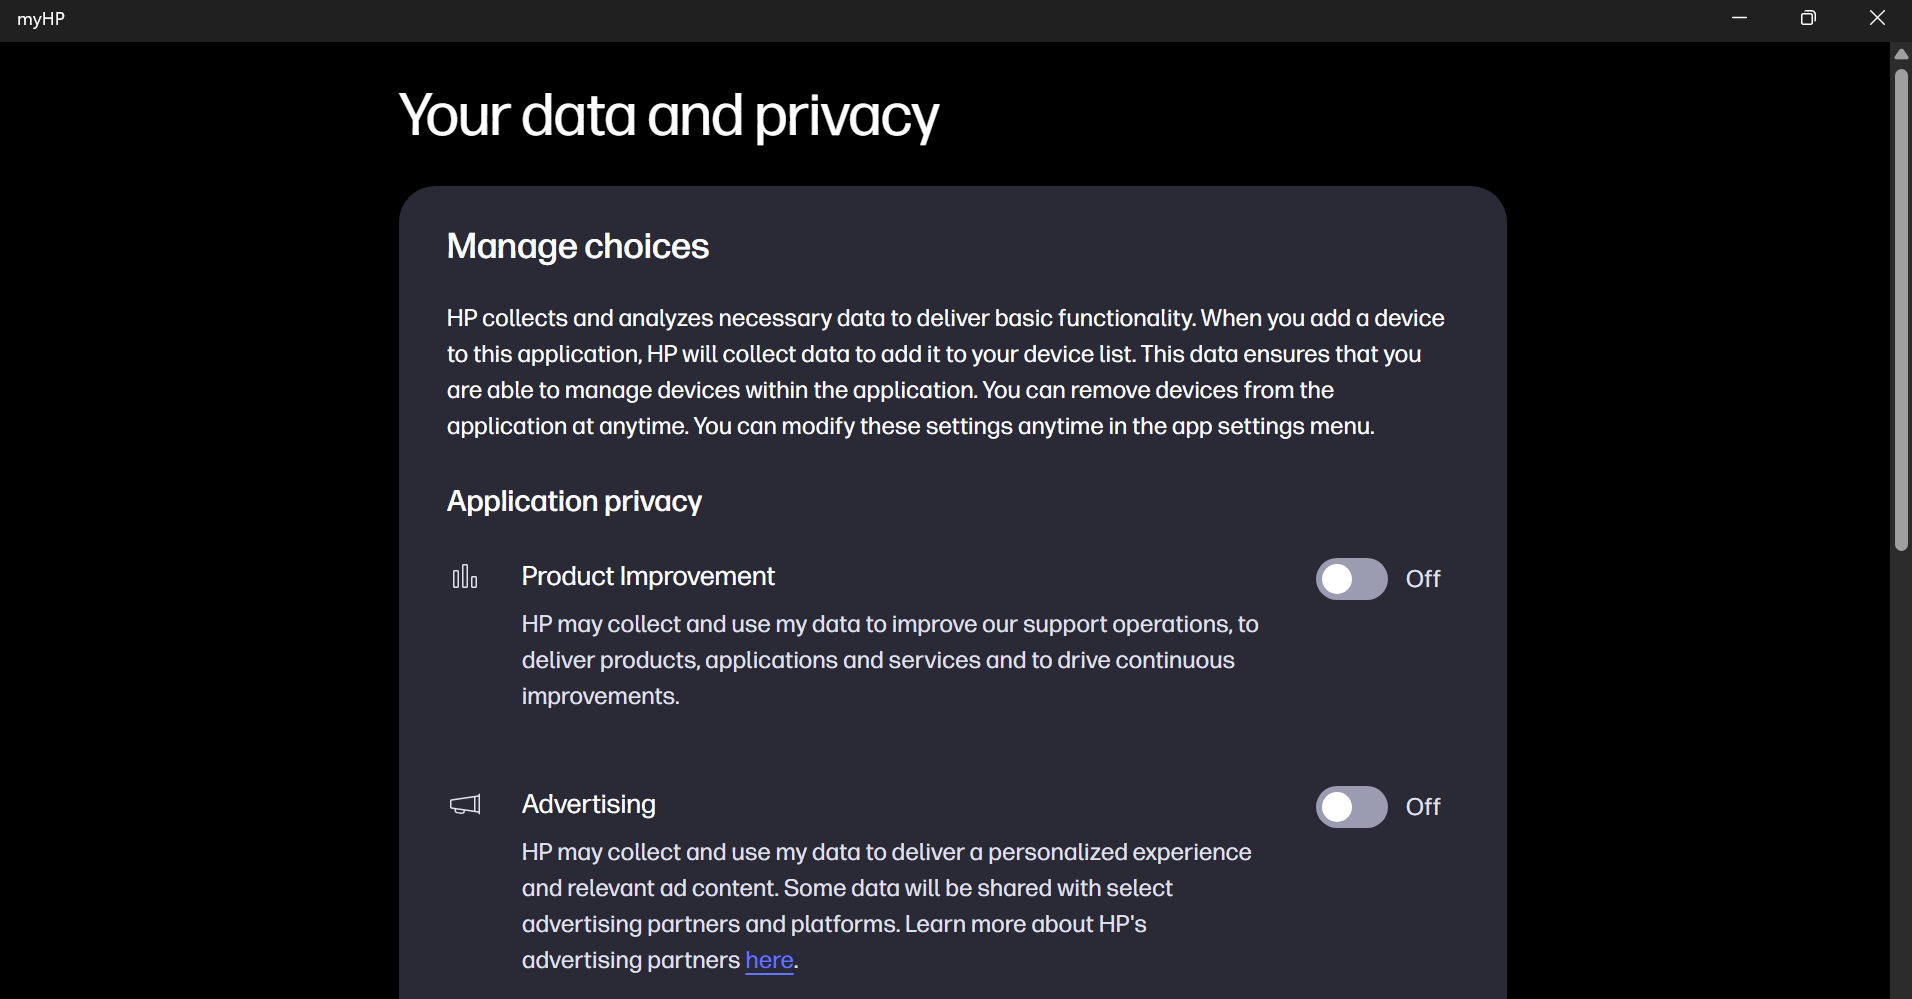 myHP
Your data and privacy
Manage choices
HP collects and analyzes necessary data to deliver basic functionality. When you add a device
to this application, HP will collect data to add it to your device list. This data ensures that you
are able to manage devices within the application. You can remove devices from the
application at anytime. You can modify these settings anytime in the app settings menu.
Application privacy
Product Improvement
Off
HP may collect and use my data to improve our support operations, to
deliver products, applications and services and to drive continuous
improvements.
Advertising
Off
HP may collect and use my data to deliver a personalized experience
and relevant ad content. Some data will be shared with select
advertising partners and platforms. Learn more about HP's
advertising partners here.